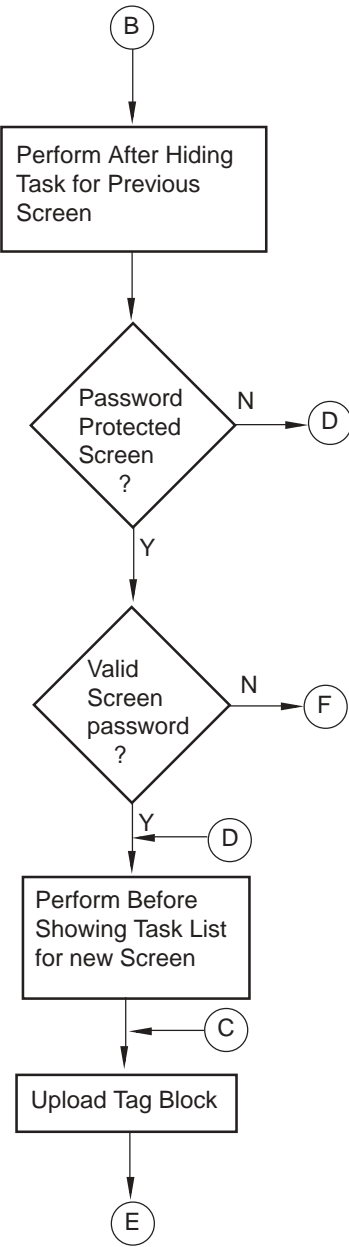 B
Perform After Hiding
Task for Previous
Screen
Password
Protected
Screen
?
N
D
Y
Valid
Screen
password
?
N
F
Y
D
Perform Before
Showing Task List
for new Screen
C
Upload Tag Block
E